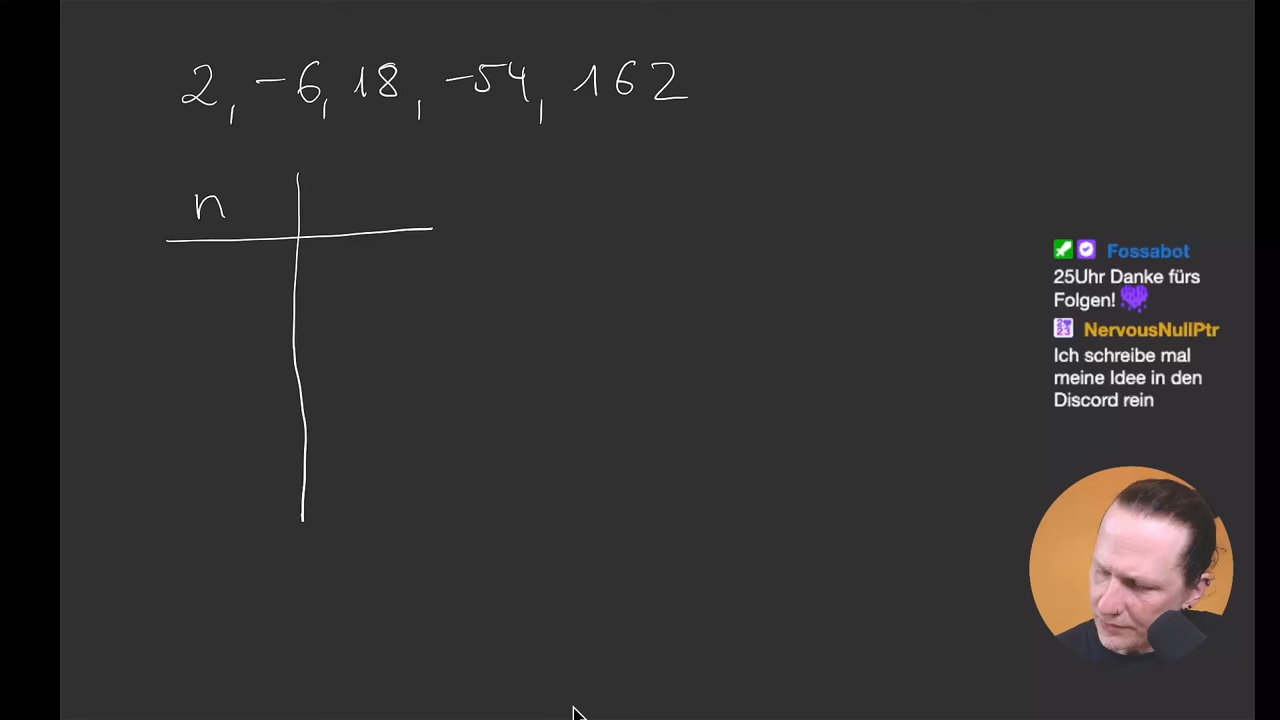 2, -6, 18, -54, 162
n
Fossabot
25Uhr Danke fürs
Folgen!
NervousNullPtr
Ich schreibe mal
meine Idee in den
Discord rein